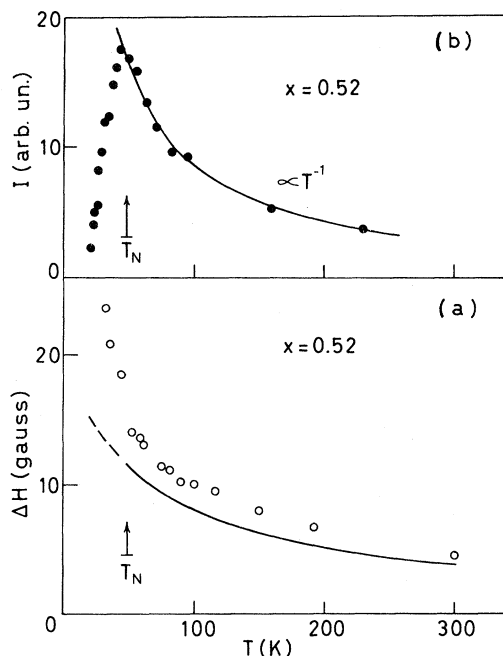 20
(b)
x = 0.52
I (arb. un.)
10
∝T⁻¹
T_N
0
(a)
20
x = 0.52
ΔH (gauss)
10
T_N
0
100
200
300
T(K)